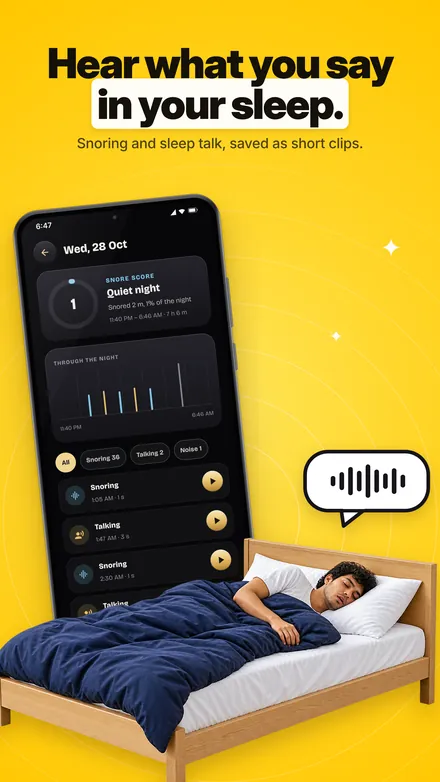 Hear what you say
in your sleep.
Snoring and sleep talk, saved as short clips.
6:47
Wed, 28 Oct
SNORE SCORE
1
Quiet night
Snored 2 m, 1% of the night
11:40 PM – 6:46 AM · 7 h 6 m
THROUGH THE NIGHT
11:40 PM
6:46 AM
All
Snoring 36
Talking 2
Noise 1
Snoring
1:05 AM · 1 s
Talking
1:47 AM · 3 s
Snoring
2:30 AM · 1 s
Talking